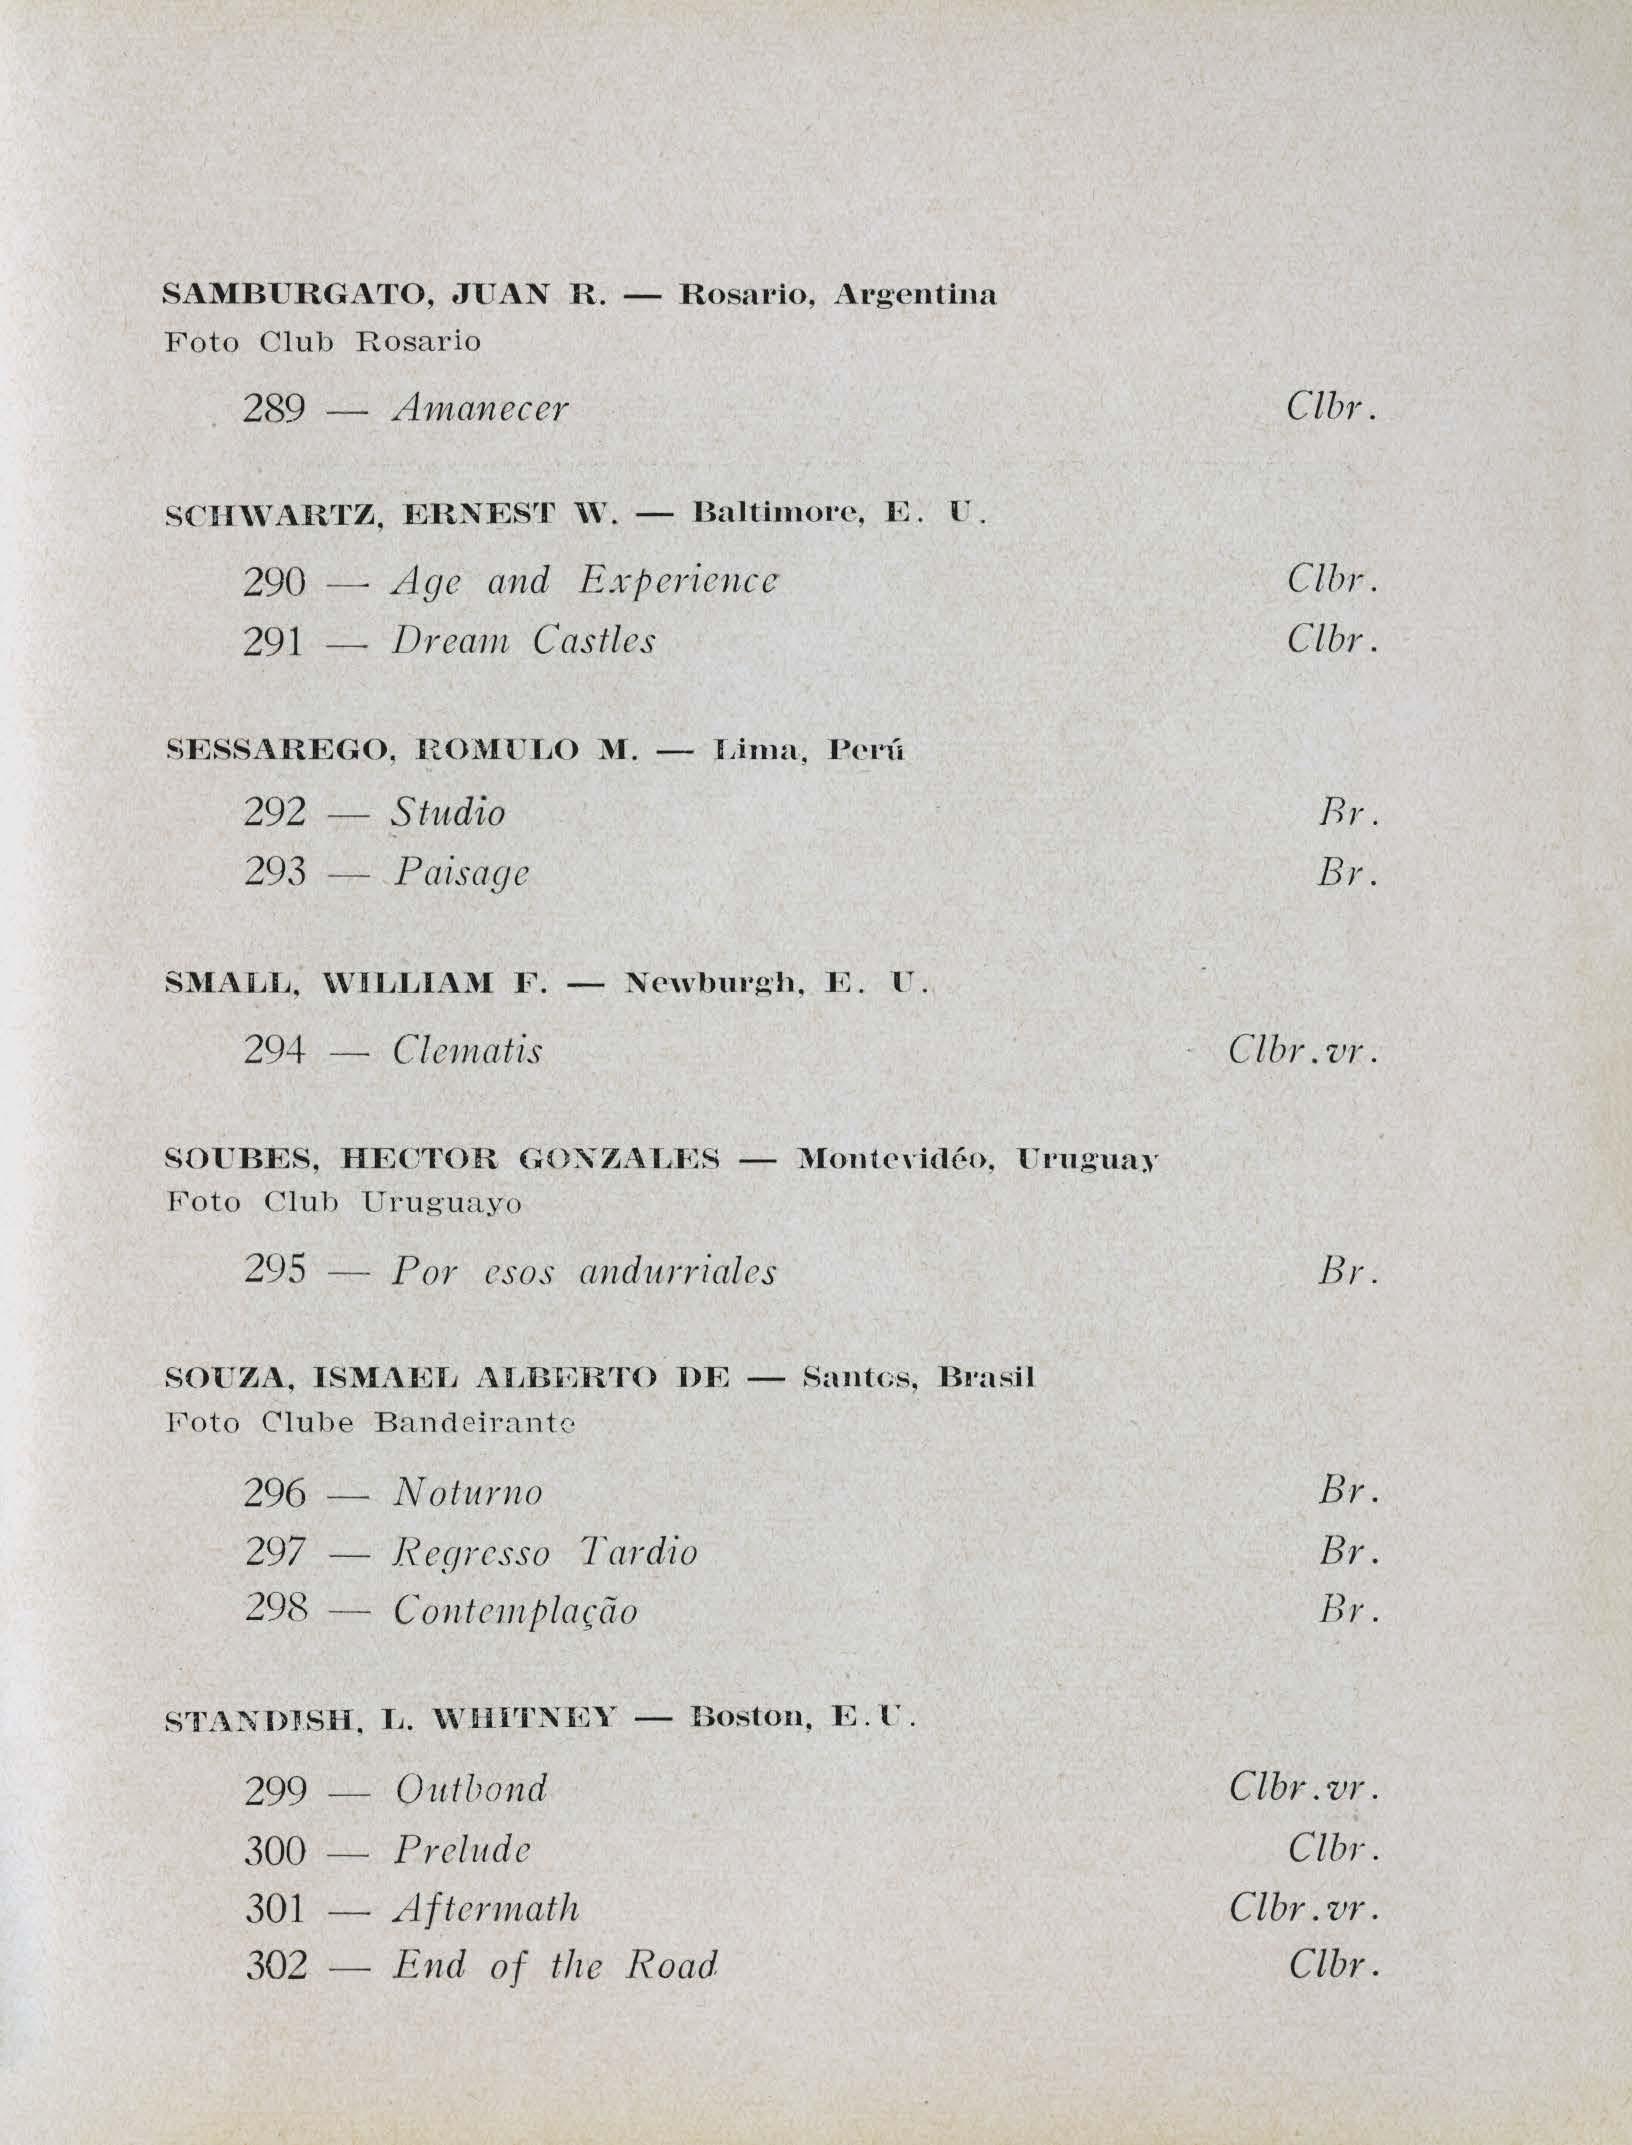 SAMBURGATO, JUAN R. — Rosario, Argentina
Foto Club Rosario
289 — Amanecer Clbr.
SCHWARTZ, ERNEST W. — Baltimore, E. U.
290 — Age and Experience Clbr.
291 — Dream Castles Clbr.
SESSAREGO, ROMULO M. — Lima, Perú
292 — Studio Br.
293 — Paisage Br.
SMALL, WILLIAM F. — Newburgh, E. U.
294 — Clematis Clbr.vr.
SOUBES, HECTOR GONZALES — Montevidéo, Uruguay
Foto Club Uruguayo
295 — Por esos andurriales Br.
SOUZA, ISMAEL ALBERTO DE — Santos, Brasil
Foto Clube Bandeirante
296 — Noturno Br.
297 — Regresso Tardio Br.
298 — Contemplação Br.
STANDISH, L. WHITNEY — Boston, E.U.
299 — Outbond Clbr.vr.
300 — Prelude Clbr.
301 — Aftermath Clbr.vr.
302 — End of the Road Clbr.